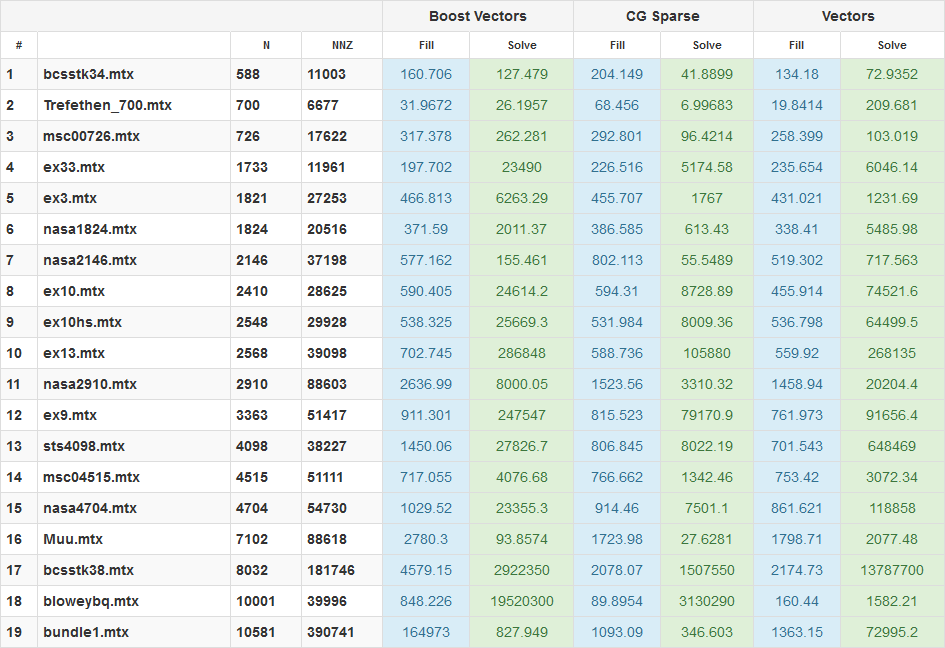 Boost Vectors CG Sparse Vectors
# N NNZ Fill Solve Fill Solve Fill Solve
1 bcsstk34.mtx 588 11003 160.706 127.479 204.149 41.8899 134.18 72.9352
2 Trefethen_700.mtx 700 6677 31.9672 26.1957 68.456 6.99683 19.8414 209.681
3 msc00726.mtx 726 17622 317.378 262.281 292.801 96.4214 258.399 103.019
4 ex33.mtx 1733 11961 197.702 23490 226.516 5174.58 235.654 6046.14
5 ex3.mtx 1821 27253 466.813 6263.29 455.707 1767 431.021 1231.69
6 nasa1824.mtx 1824 20516 371.59 2011.37 386.585 613.43 338.41 5485.98
7 nasa2146.mtx 2146 37198 577.162 155.461 802.113 55.5489 519.302 717.563
8 ex10.mtx 2410 28625 590.405 24614.2 594.31 8728.89 455.914 74521.6
9 ex10hs.mtx 2548 29928 538.325 25669.3 531.984 8009.36 536.798 64499.5
10 ex13.mtx 2568 39098 702.745 286848 588.736 105880 559.92 268135
11 nasa2910.mtx 2910 88603 2636.99 8000.05 1523.56 3310.32 1458.94 20204.4
12 ex9.mtx 3363 51417 911.301 247547 815.523 79170.9 761.973 91656.4
13 sts4098.mtx 4098 38227 1450.06 27826.7 806.845 8022.19 701.543 648469
14 msc04515.mtx 4515 51111 717.055 4076.68 766.662 1342.46 753.42 3072.34
15 nasa4704.mtx 4704 54730 1029.52 23355.3 914.46 7501.1 861.621 118858
16 Muu.mtx 7102 88618 2780.3 93.8574 1723.98 27.6281 1798.71 2077.48
17 bcsstk38.mtx 8032 181746 4579.15 2922350 2078.07 1507550 2174.73 13787700
18 bloweybq.mtx 10001 39996 848.226 19520300 89.8954 3130290 160.44 1582.21
19 bundle1.mtx 10581 390741 164973 827.949 1093.09 346.603 1363.15 72995.2